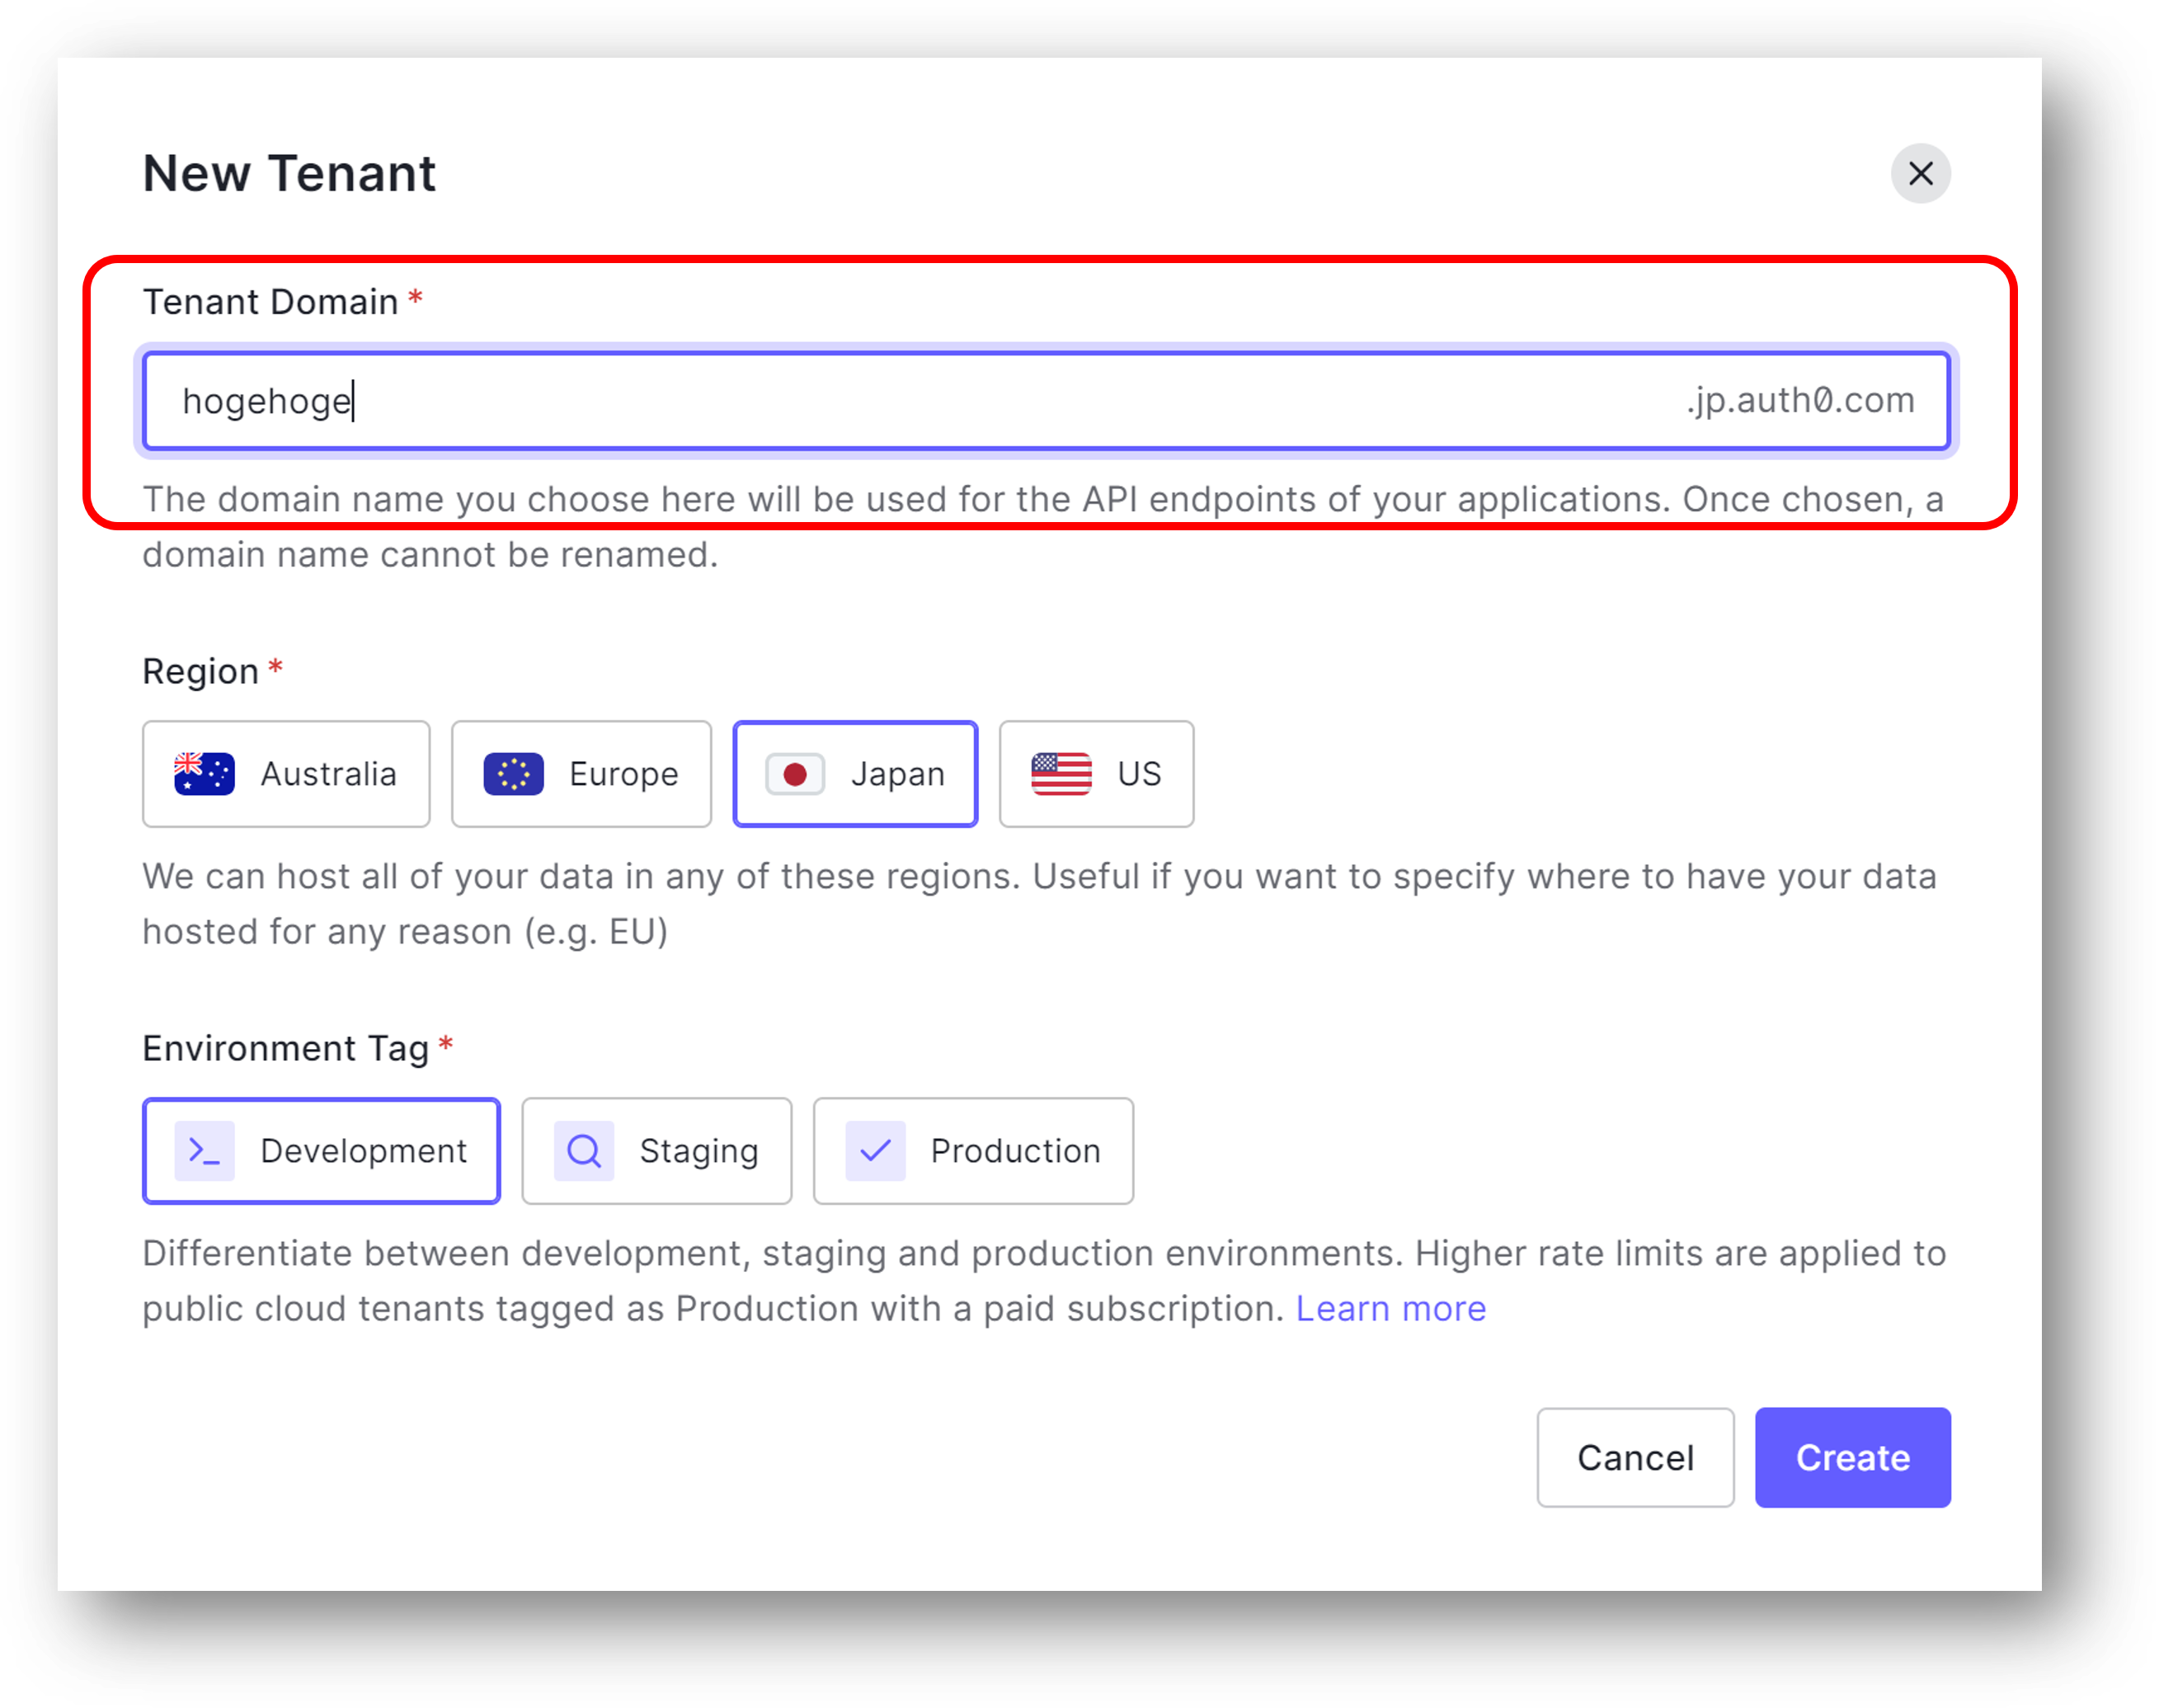 New Tenant
Tenant Domain *
hogehoge .jp.auth0.com
The domain name you choose here will be used for the API endpoints of your applications. Once chosen, a
domain name cannot be renamed.
Region *
Australia Europe Japan US
We can host all of your data in any of these regions. Useful if you want to specify where to have your data
hosted for any reason (e.g. EU)
Environment Tag *
Development Staging Production
Differentiate between development, staging and production environments. Higher rate limits are applied to
public cloud tenants tagged as Production with a paid subscription. Learn more
Cancel Create